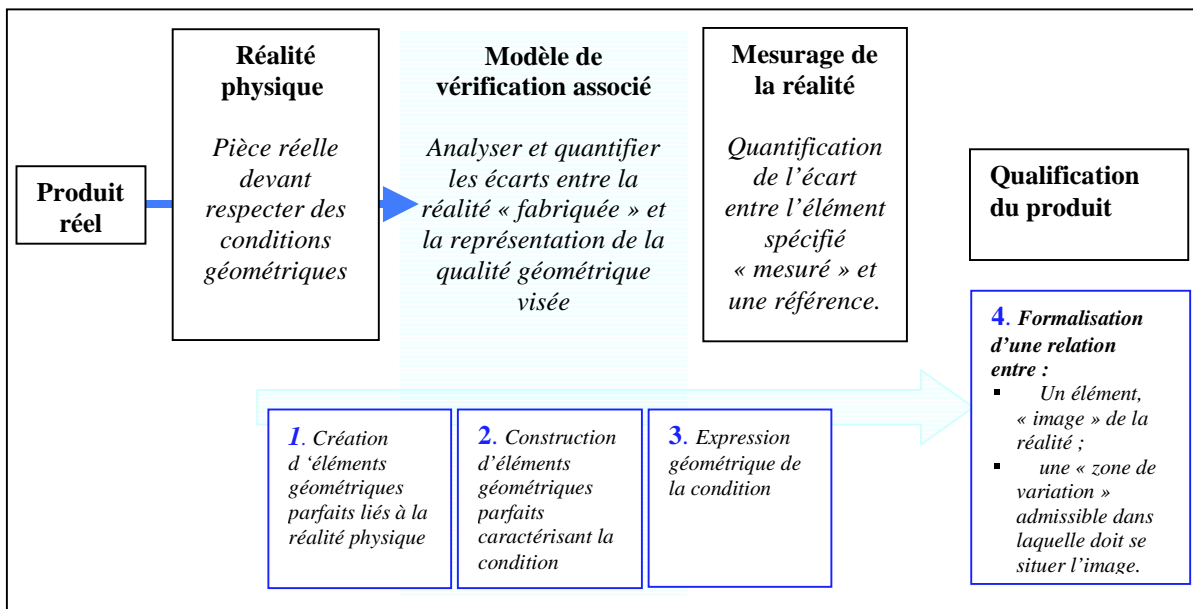 Produit
réel
Réalité
physique
Pièce réelle
devant
respecter des
conditions
géométriques
Modèle de
vérification associé
Analyser et quantifier
les écarts entre la
réalité « fabriquée » et
la représentation de la
qualité géométrique
visée
Mesurage de
la réalité
Quantification
de l’écart
entre l’élément
spécifié
« mesuré » et
une référence.
Qualification
du produit
1. Création
d ‘éléments
géométriques
parfaits liés à la
réalité physique
2. Construction
d’éléments
géométriques
parfaits
caractérisant la
condition
3. Expression
géométrique de
la condition
4. Formalisation
d’une relation
entre :
▪ Un élément,
« image » de la
réalité ;
▪ une « zone de
variation »
admissible dans
laquelle doit se
situer l’image.